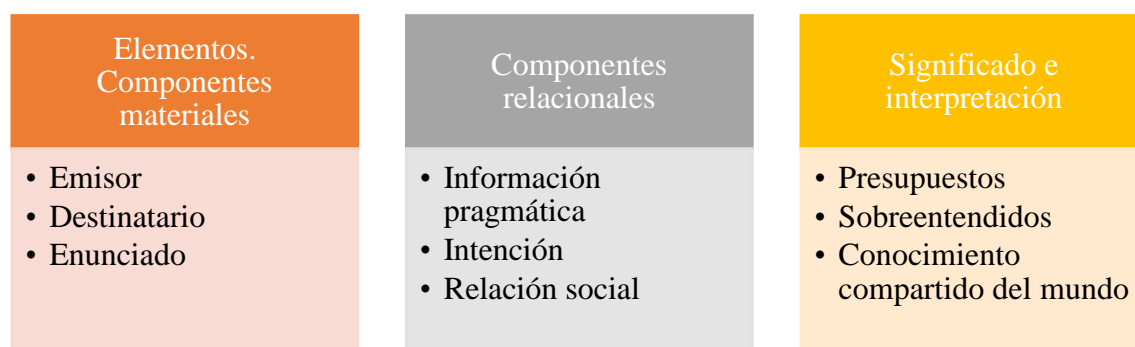 Elementos.
Componentes
materiales
• Emisor
• Destinatario
• Enunciado
Componentes
relacionales
• Información
pragmática
• Intención
• Relación social
Significado e
interpretación
• Presupuestos
• Sobreentendidos
• Conocimiento
compartido del mundo